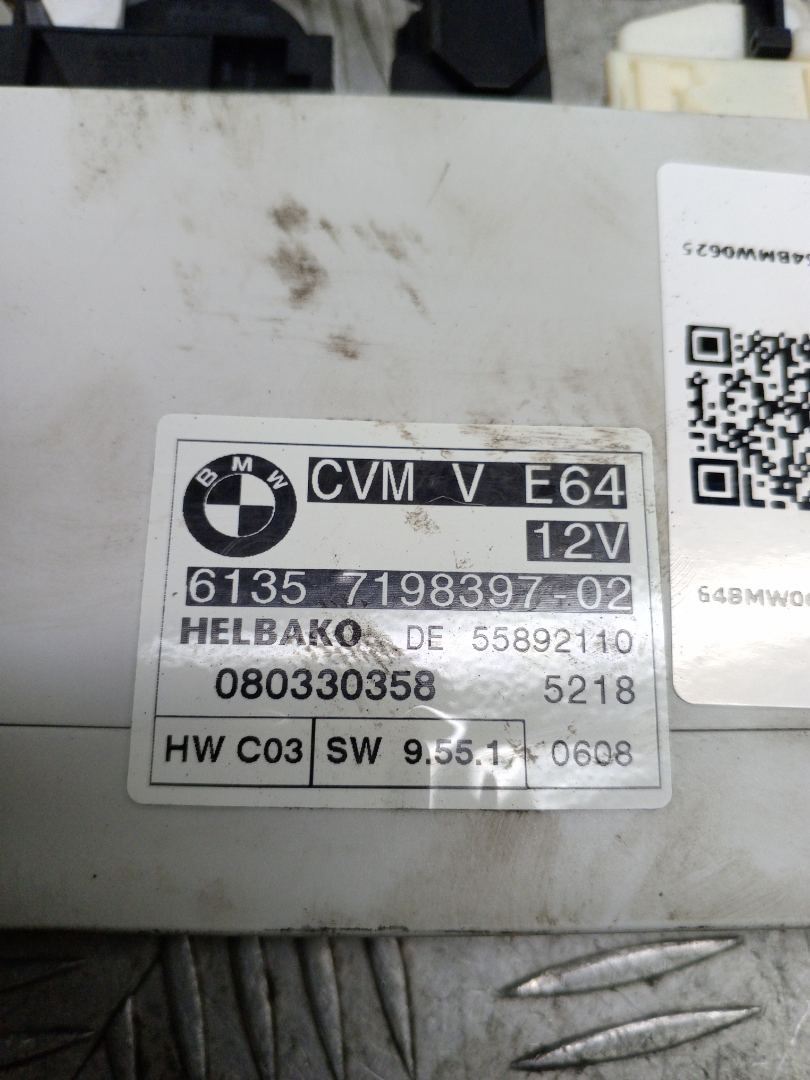 64BMW0625
BMW
CVM V E64
12V
6135 7198397-02
HELBAKO DE 55892110
080330358 5218
HW C03 SW 9.55.1 0608